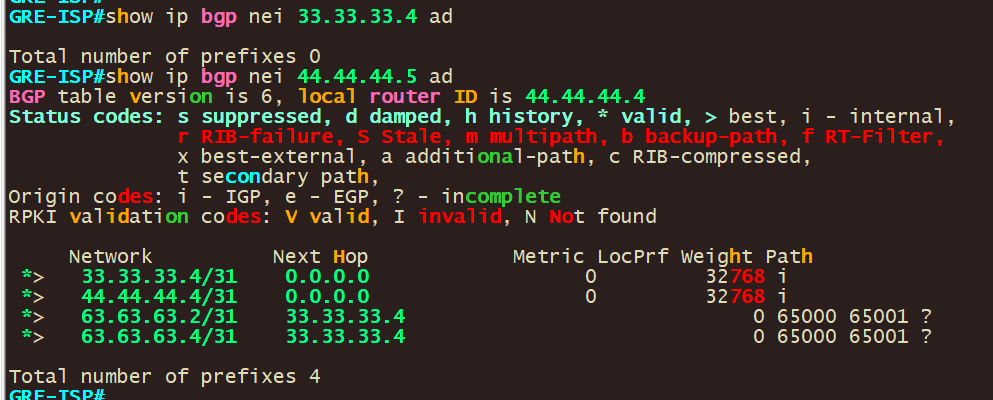 GRE-ISP#show ip bgp nei 33.33.33.4 ad
Total number of prefixes 0
GRE-ISP#show ip bgp nei 44.44.44.5 ad
BGP table version is 6, local router ID is 44.44.44.4
Status codes: s suppressed, d damped, h history, * valid, > best, i - internal,
r RIB-failure, S Stale, m multipath, b backup-path, f RT-Filter,
x best-external, a additional-path, c RIB-compressed,
t secondary path,
Origin codes: i - IGP, e - EGP, ? - incomplete
RPKI validation codes: V valid, I invalid, N Not found
Network Next Hop Metric LocPrf Weight Path
*> 33.33.33.4/31 0.0.0.0 0 32768 i
*> 44.44.44.4/31 0.0.0.0 0 32768 i
*> 63.63.63.2/31 33.33.33.4 0 65000 65001 ?
*> 63.63.63.4/31 33.33.33.4 0 65000 65001 ?
Total number of prefixes 4
GRE-ISP#